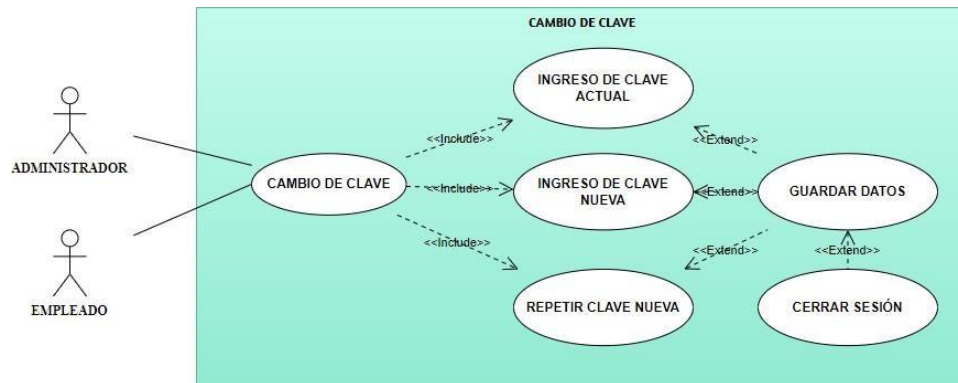 CAMBIO DE CLAVE
INGRESO DE CLAVE
ACTUAL
<<Include>>
<<Extend>>
ADMINISTRADOR
CAMBIO DE CLAVE
<<Include>>
INGRESO DE CLAVE
NUEVA
<<Extend>>
GUARDAR DATOS
<<Include>>
<<Extend>>
<<Extend>>
EMPLEADO
REPETIR CLAVE NUEVA
CERRAR SESIÓN